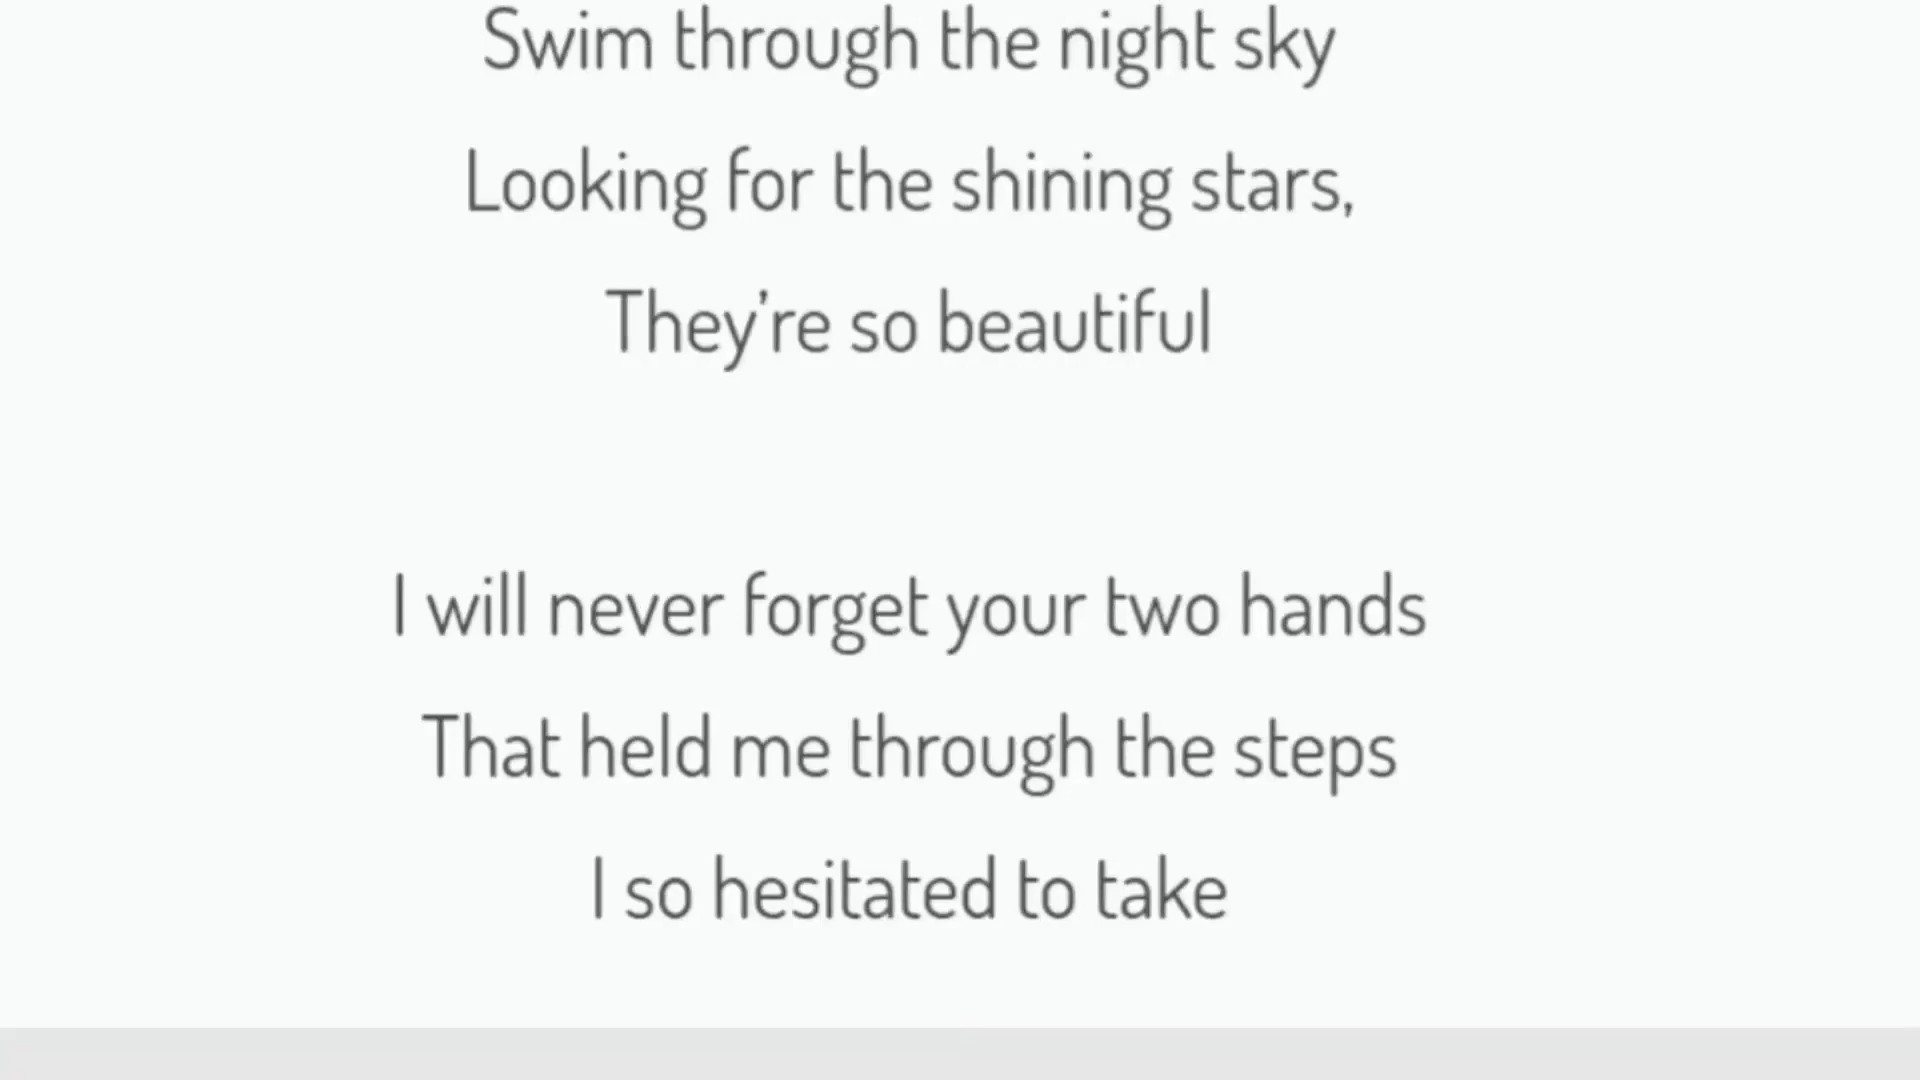 Swim through the night sky
Looking for the shining stars,
They're so beautiful
I will never forget your two hands
That held me through the steps
I so hesitated to take